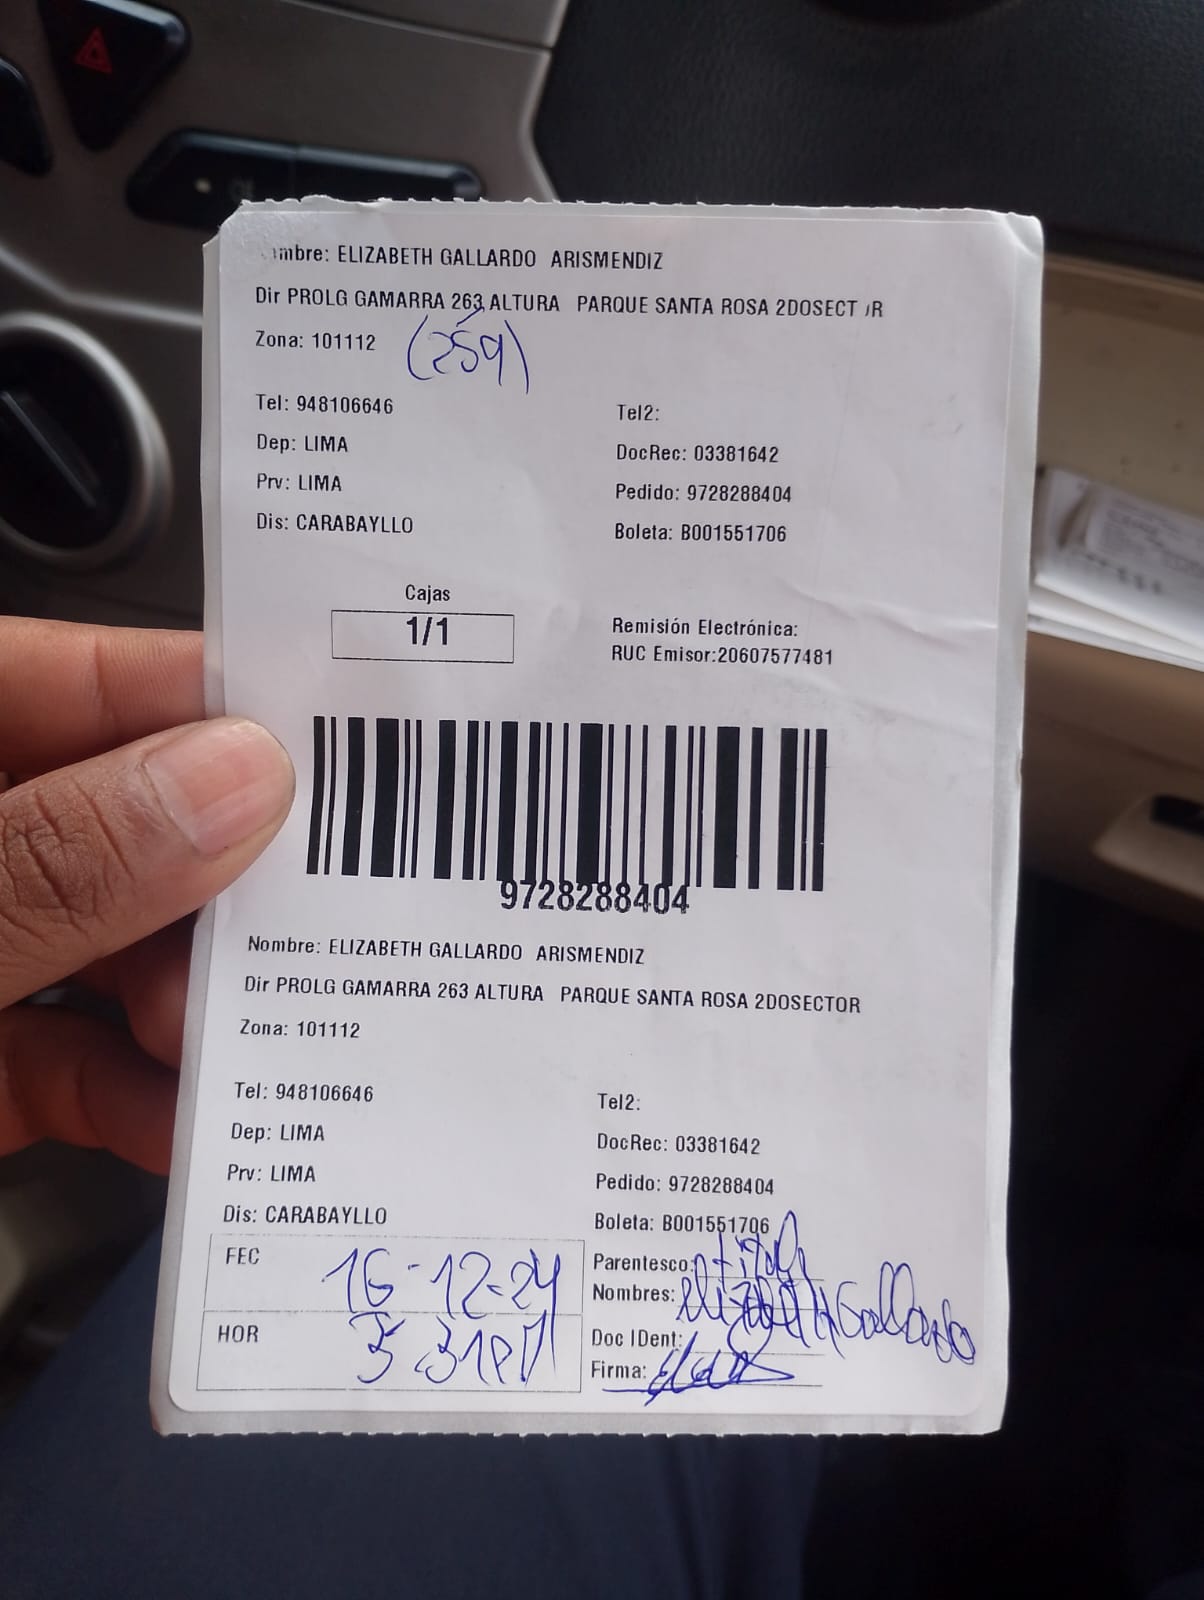 mbre: ELIZABETH GALLARDO ARISMENDIZ
Dir PROLG GAMARRA 263 ALTURA PARQUE SANTA ROSA 2DOSECT R
Zona: 101112 (259)
Tel: 948106646 Tel2:
Dep: LIMA DocRec: 03381642
Prv: LIMA Pedido: 9728288404
Dis: CARABAYLLO Boleta: B001551706
Cajas
1/1
Remisión Electrónica:
RUC Emisor:20607577481
9728288404
Nombre: ELIZABETH GALLARDO ARISMENDIZ
Dir PROLG GAMARRA 263 ALTURA PARQUE SANTA ROSA 2DOSECTOR
Zona: 101112
Tel: 948106646 Tel2:
Dep: LIMA DocRec: 03381642
Prv: LIMA Pedido: 9728288404
Dis: CARABAYLLO Boleta: B001551706
FEC 16-12-24
Parentesco:
Nombres: elizabeth Gallardo
HOR
Doc IDent:
Firma: